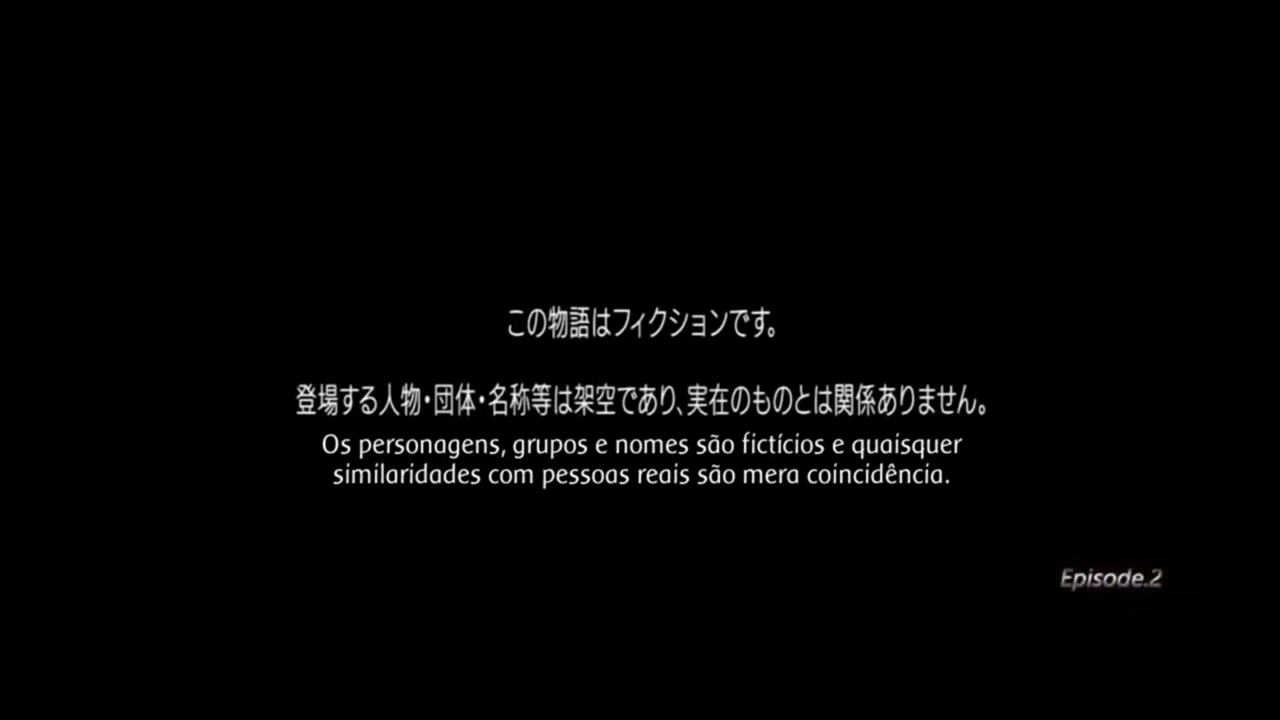 この物語はフィクションです。
登場する人物・団体・名称等は架空であり、実在のものとは関係ありません。
Os personagens, grupos e nomes são fictícios e quaisquer
similaridades com pessoas reais são mera coincidência.
Episode.2